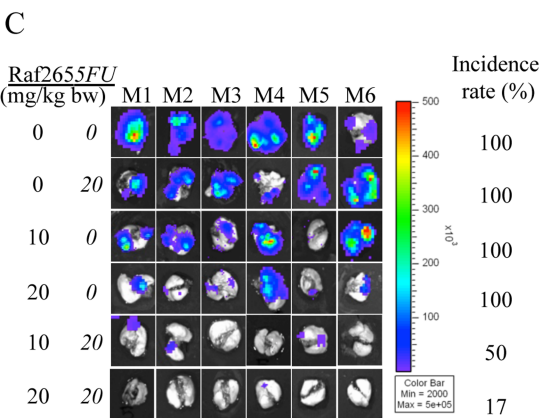 C
Raf265 5FU
(mg/kg bw) M1 M2 M3 M4 M5 M6
Incidence
rate (%)
0 0 100
0 20 100
10 0 100
20 0 100
10 20 50
20 20 17
500
400
300
200
100
x10³
Color Bar
Min = 2000
Max = 5e+05